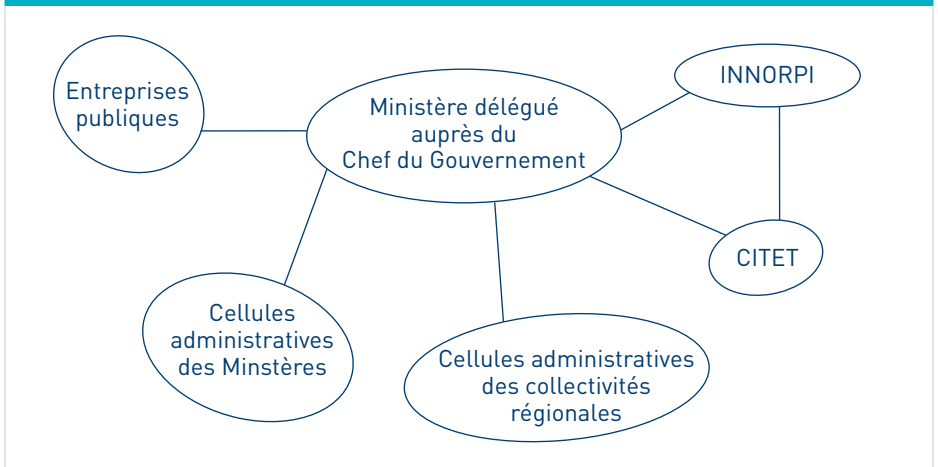 Entreprises
publiques
Ministère délégué
auprès du
Chef du Gouvernement
INNORPI
CITET
Cellules
administratives
des Minstères
Cellules administratives
des collectivités
régionales